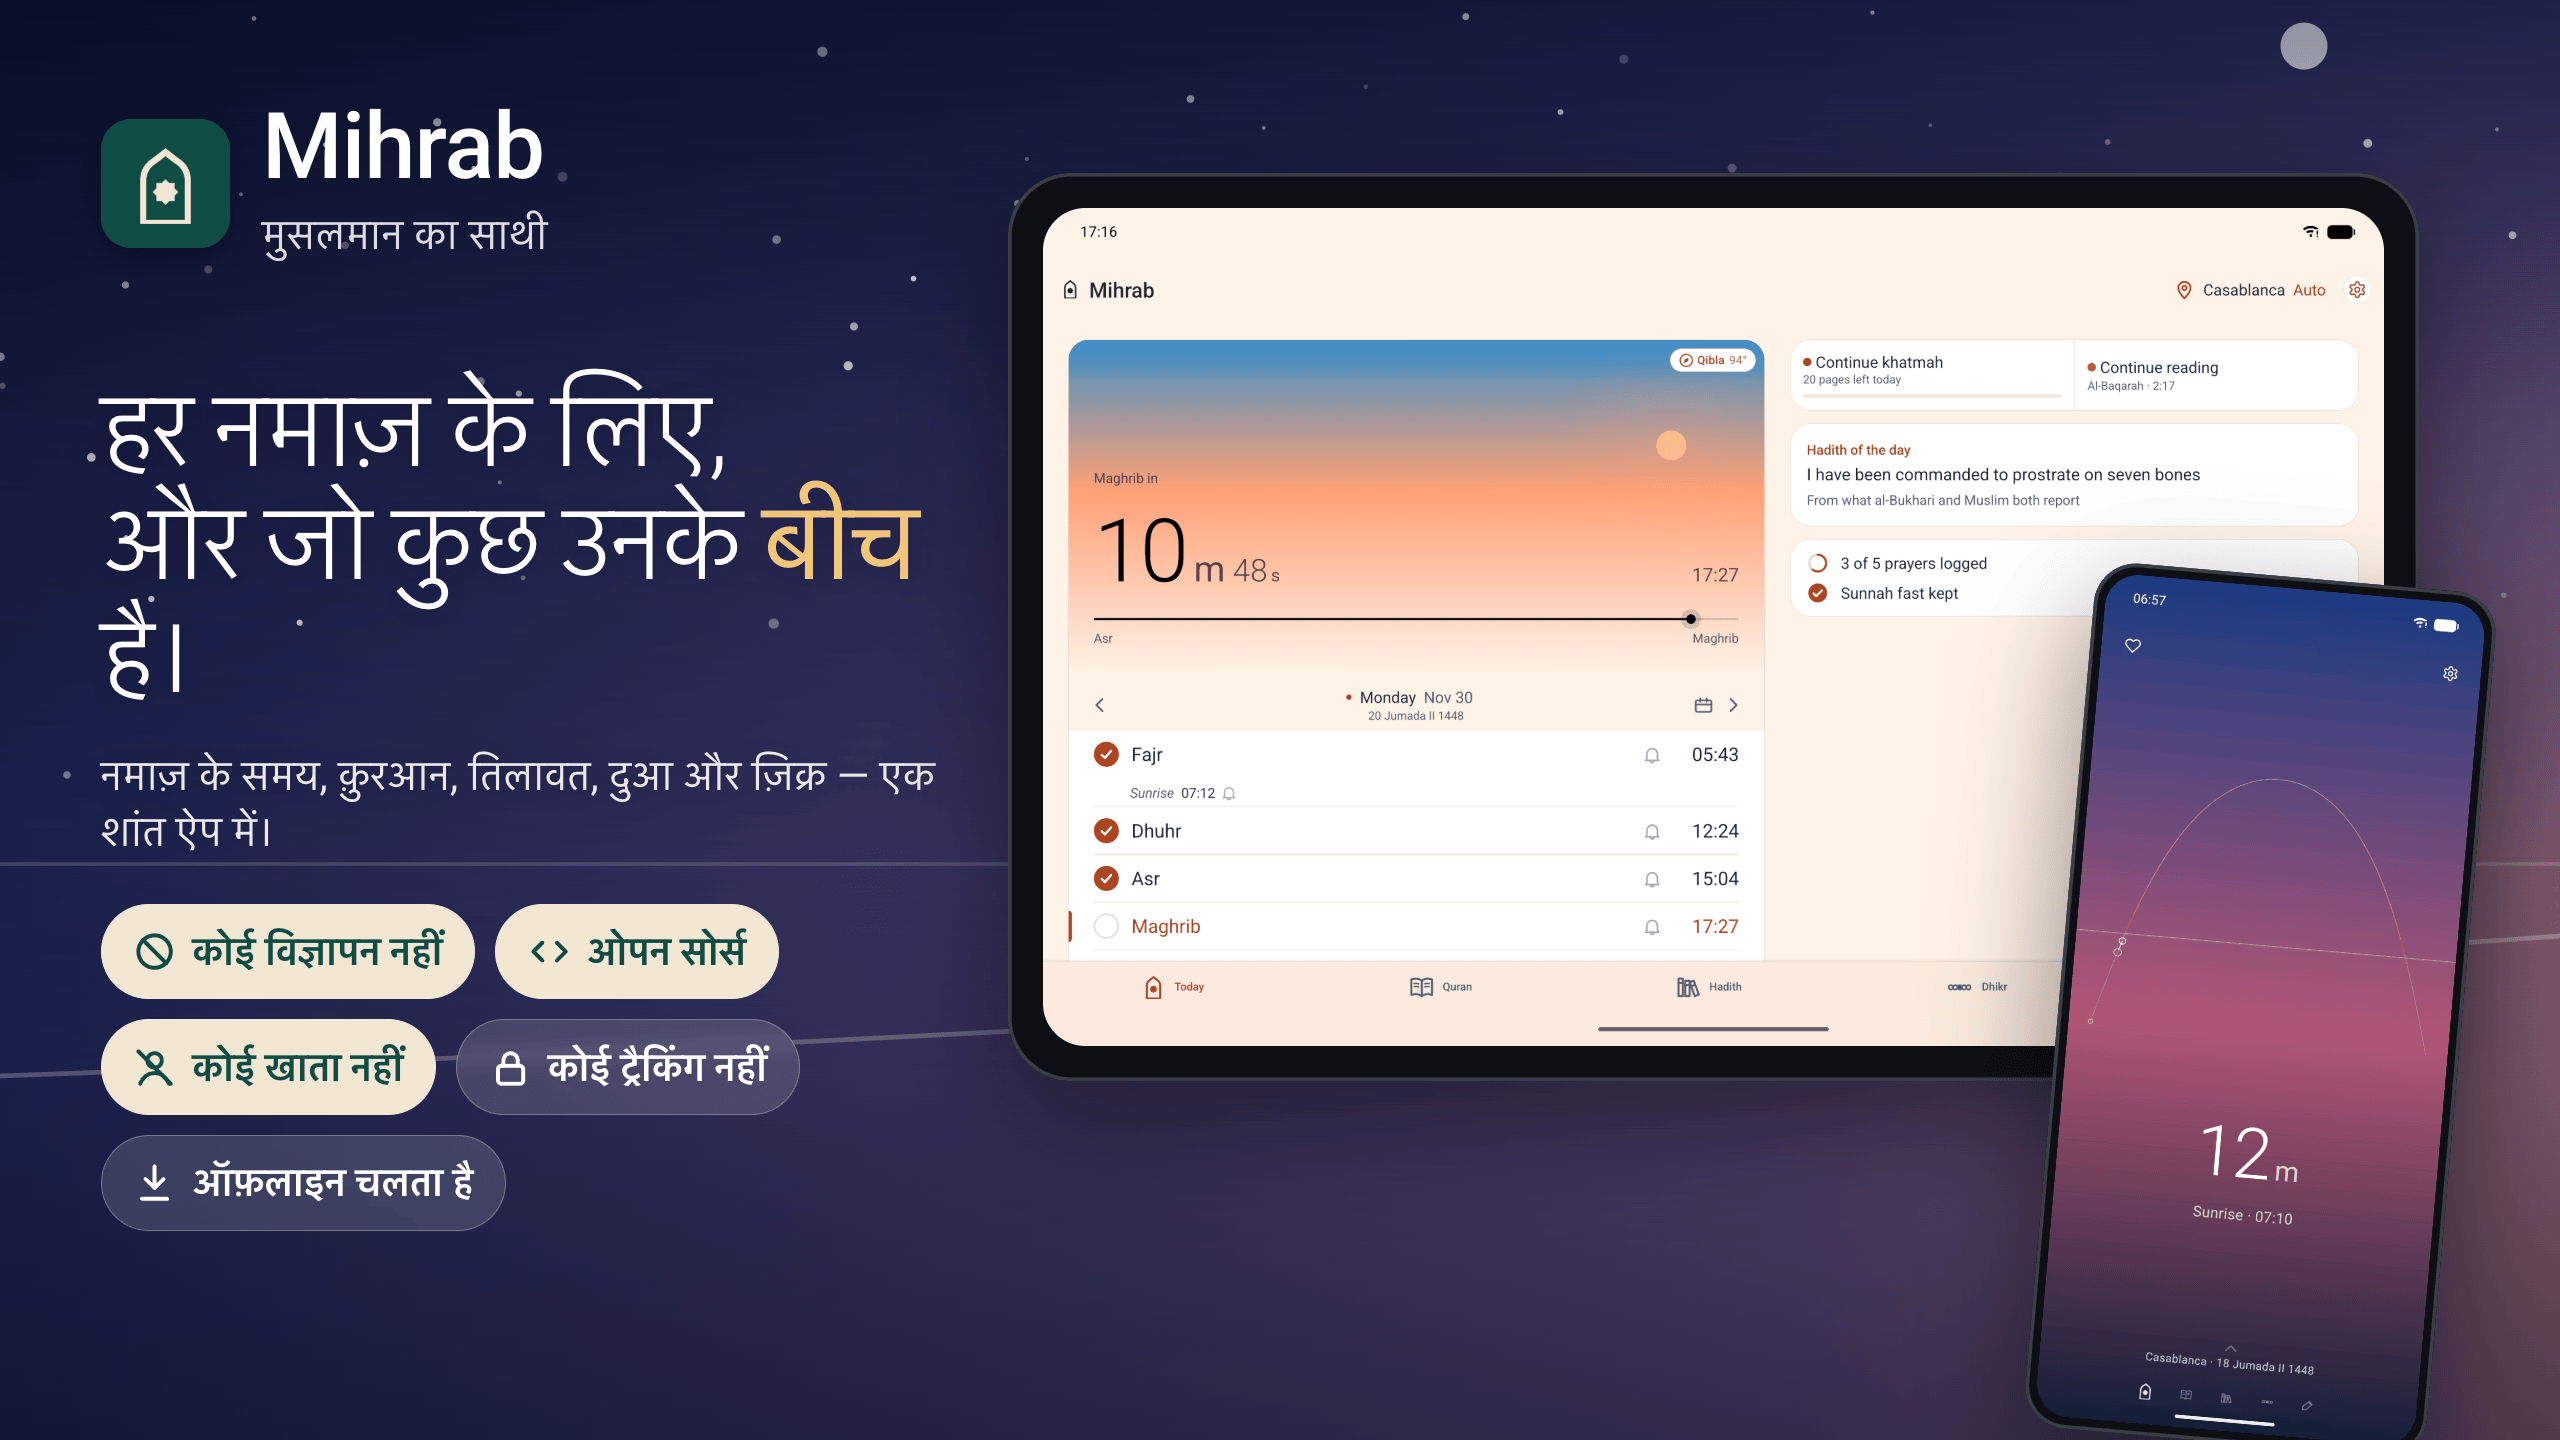 Mihrab
मुसलमान का साथी
हर नमाज़ के लिए,
और जो कुछ उनके बीच
है।
नमाज़ के समय, क़ुरआन, तिलावत, दुआ और ज़िक्र — एक
शांत ऐप में।
कोई विज्ञापन नहीं
ओपन सोर्स
कोई खाता नहीं
कोई ट्रैकिंग नहीं
ऑफ़लाइन चलता है
17:16
Mihrab
Casablanca Auto
Qibla 94°
Maghrib in
10 m 48 s
17:27
Asr
Maghrib
Monday Nov 30
20 Jumada II 1448
Fajr 05:43
Sunrise 07:12
Dhuhr 12:24
Asr 15:04
Maghrib 17:27
Continue khatmah
20 pages left today
Continue reading
Al-Baqarah · 2:17
Hadith of the day
I have been commanded to prostrate on seven bones
From what al-Bukhari and Muslim both report
3 of 5 prayers logged
Sunnah fast kept
Today
Quran
Hadith
Dhikr
06:57
12 m
Sunrise · 07:10
Casablanca · 18 Jumada II 1448